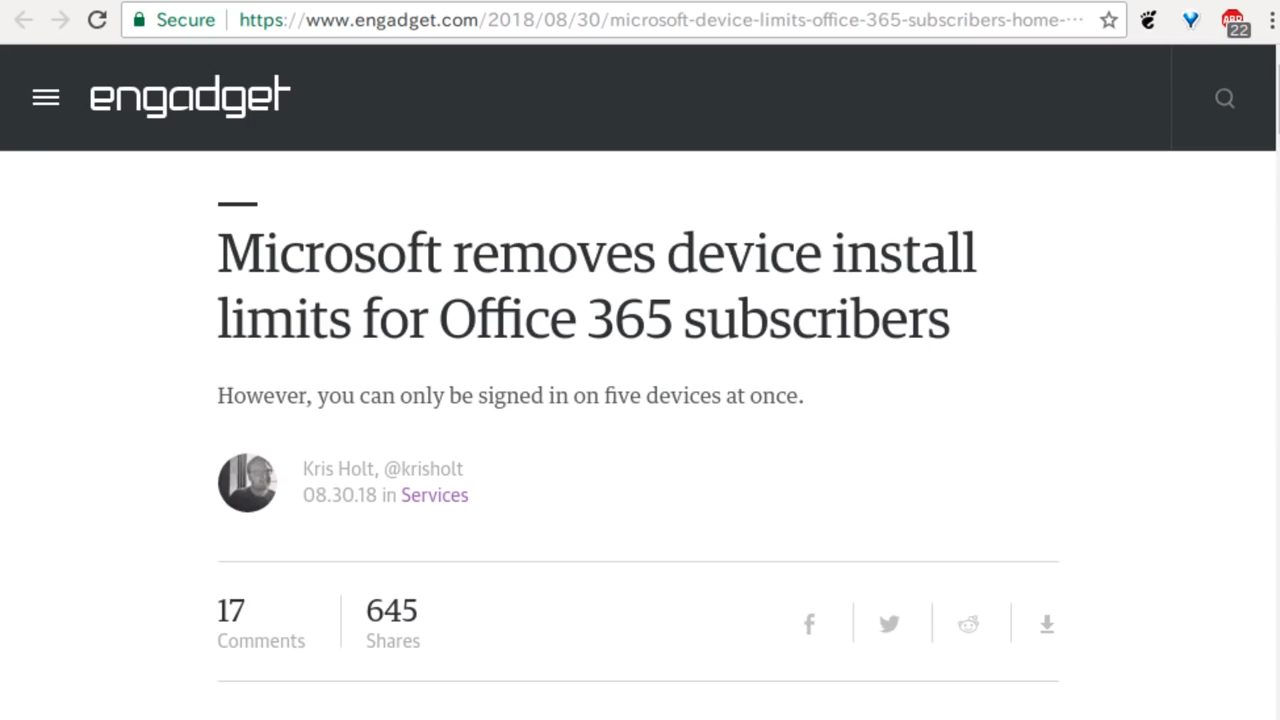 Secure https://www.engadget.com/2018/08/30/microsoft-device-limits-office-365-subscribers-home-...
ABP
22
engadget
Microsoft removes device install
limits for Office 365 subscribers
However, you can only be signed in on five devices at once.
Kris Holt, @krisholt
08.30.18 in Services
17 645
Comments Shares